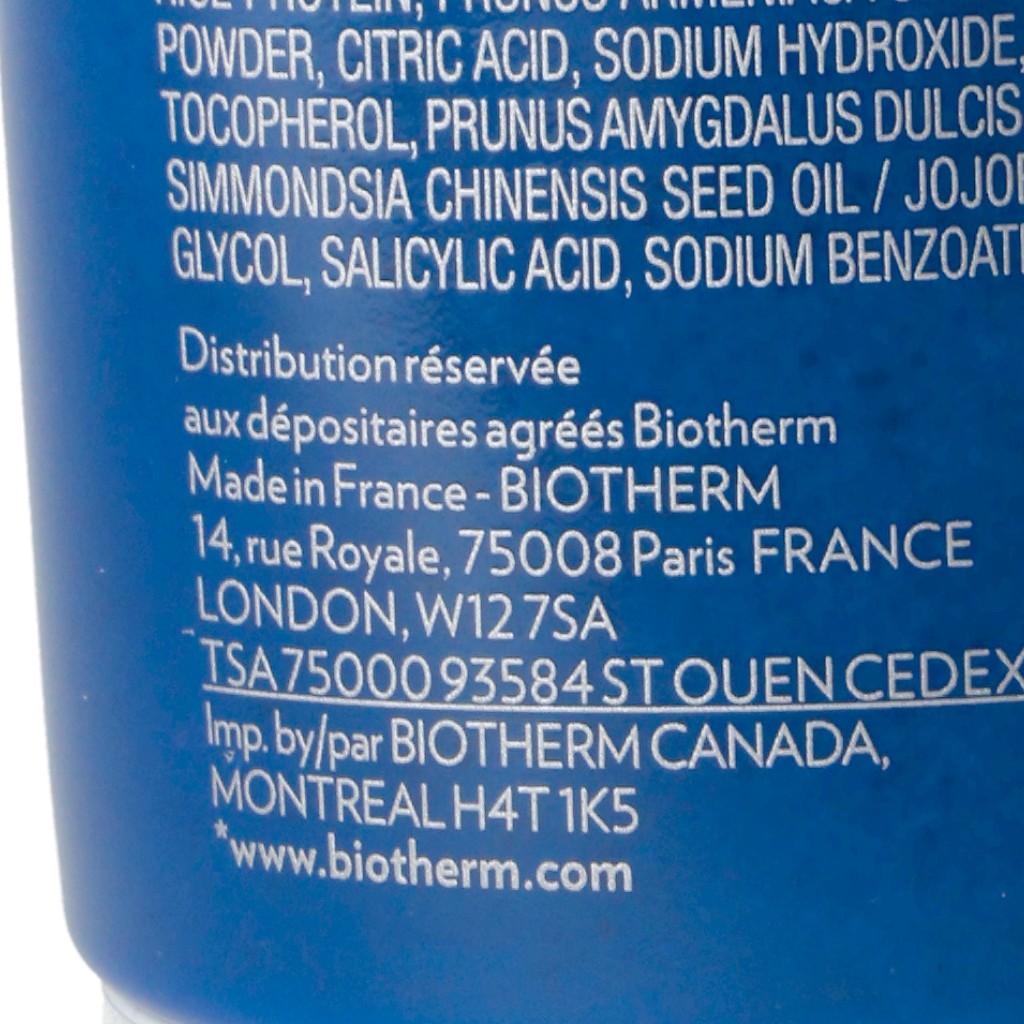 POWDER, CITRIC ACID, SODIUM HYDROXIDE,
TOCOPHEROL, PRUNUS AMYGDALUS DULCIS
SIMMONDSIA CHINENSIS SEED OIL /
GLYCOL, SALICYLIC ACID, SODIUM
Distribution réservée
aux dépositaires agréés Biotherm
Made in France - BIOTHERM
14, rue Royale, 75008 Paris FRANCE
LONDON, W12 7SA
TSA 75000 93584 ST OUEN CEDEX
Imp. by/par BIOTHERM CANADA,
MONTREAL H4T 1K5
*www.biotherm.com